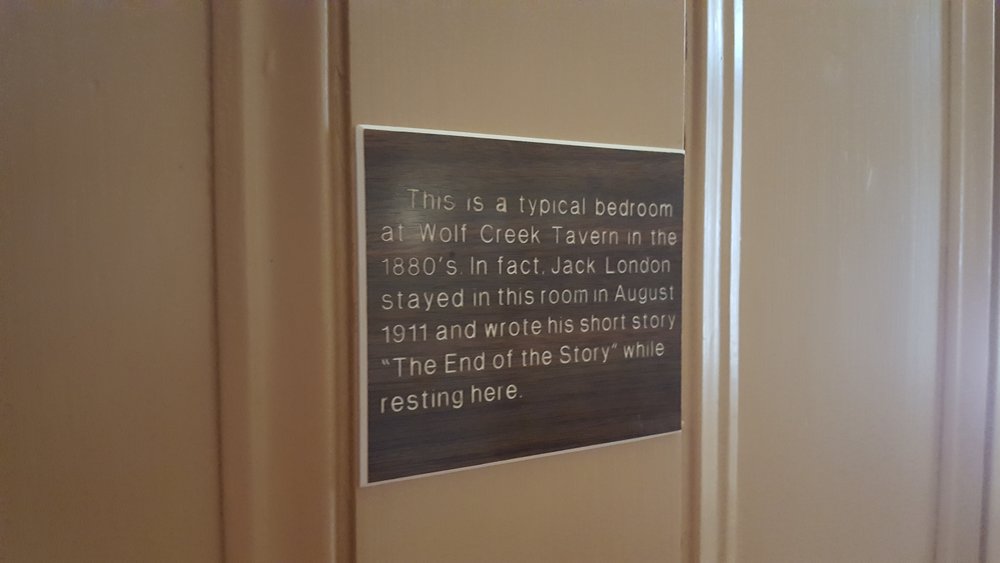 This is a typical bedroom
at Wolf Creek Tavern in the
1880's. In fact, Jack London
stayed in this room in August
1911 and wrote his short story
"The End of the Story" while
resting here.